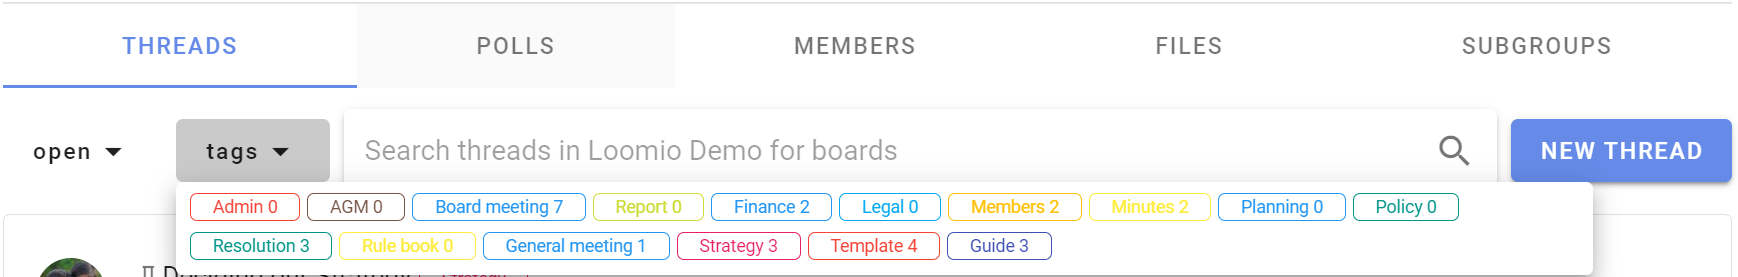 THREADS POLLS MEMBERS FILES SUBGROUPS
open tags Search threads in Loomio Demo for boards NEW THREAD
Admin 0 AGM 0 Board meeting 7 Report 0 Finance 2 Legal 0 Members 2 Minutes 2 Planning 0 Policy 0
Resolution 3 Rule book 0 General meeting 1 Strategy 3 Template 4 Guide 3